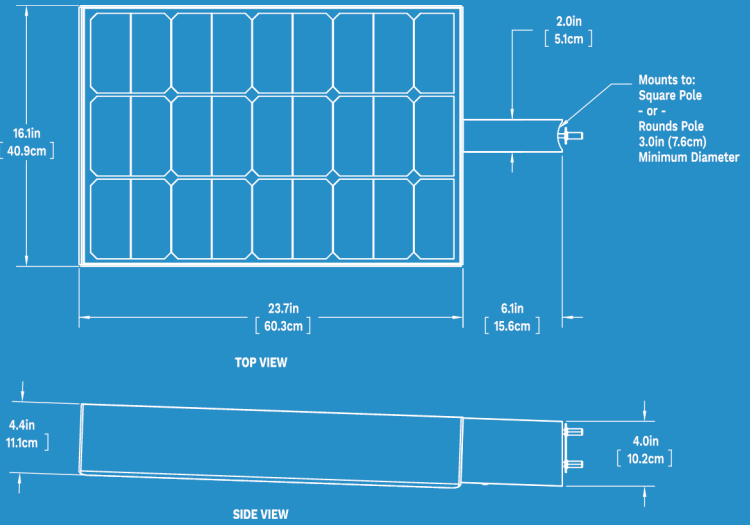 2.0in
[ 5.1cm ]
Mounts to:
Square Pole
- or -
Rounds Pole
3.0in (7.6cm)
Minimum Diameter
16.1in
[ 40.9cm ]
23.7in
[ 60.3cm ]
6.1in
[ 15.6cm ]
TOP VIEW
4.4in
11.1cm ]
4.0in
[ 10.2cm ]
SIDE VIEW